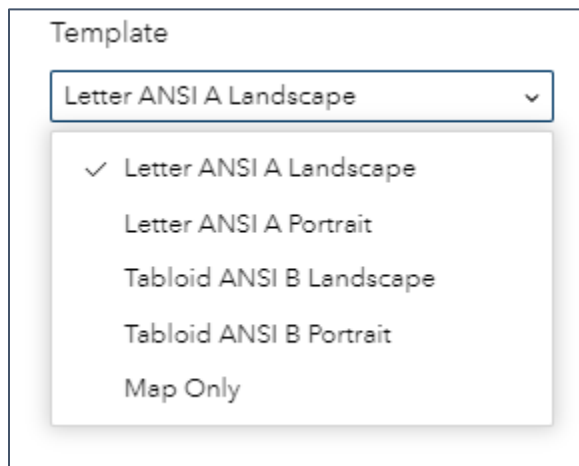 Template
Letter ANSI A Landscape
Letter ANSI A Landscape
Letter ANSI A Portrait
Tabloid ANSI B Landscape
Tabloid ANSI B Portrait
Map Only